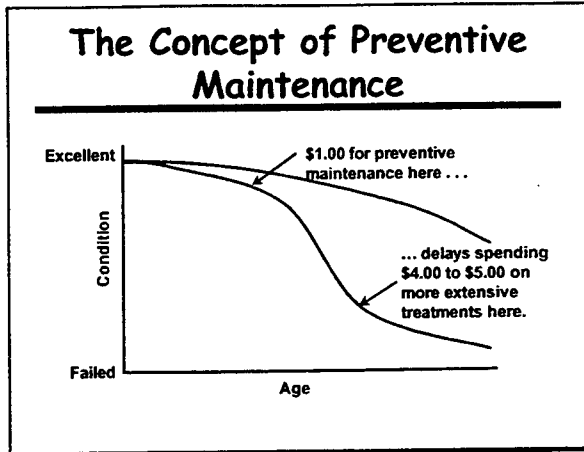 The Concept of Preventive
Maintenance
Excellent
$1.00 for preventive
maintenance here . . .
Condition
... delays spending
$4.00 to $5.00 on
more extensive
treatments here.
Failed
Age